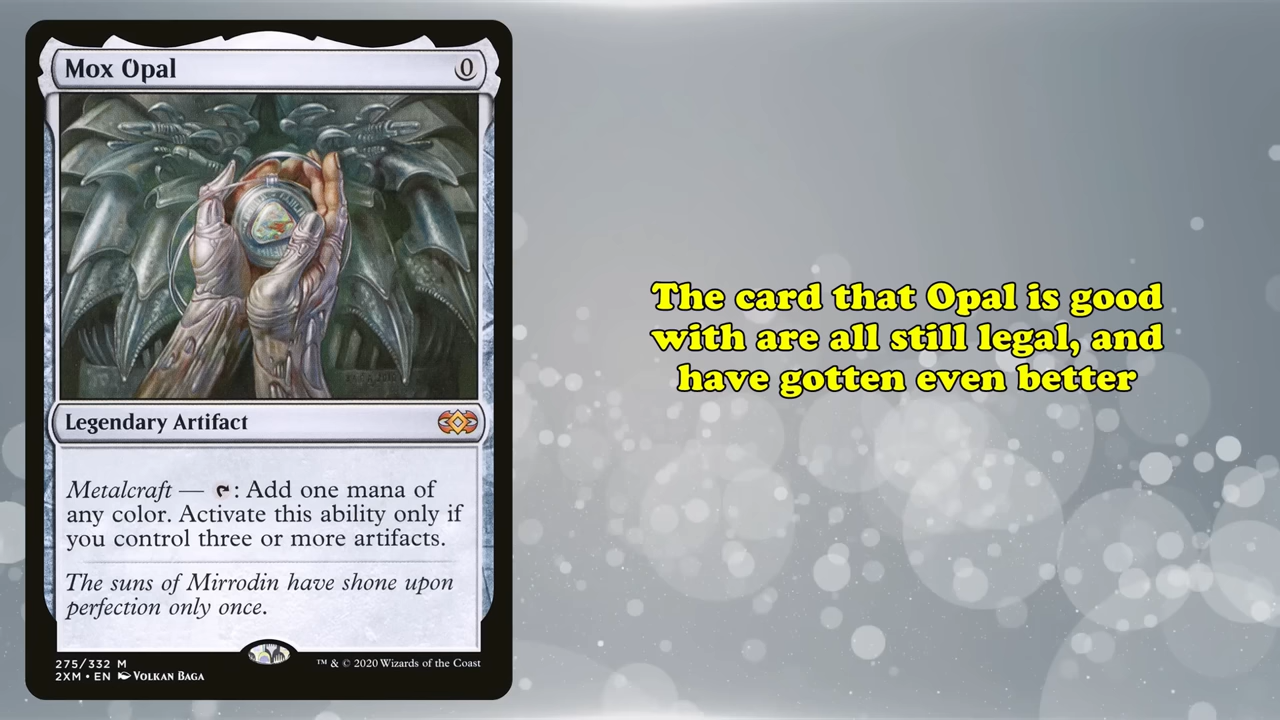 Mox Opal 0
Legendary Artifact
Metalcraft — : Add one mana of
any color. Activate this ability only if
you control three or more artifacts.
The suns of Mirrodin have shone upon
perfection only once.
275/332 M
2XM • EN Volkan Baga
™ & © 2020 Wizards of the Coast
The card that Opal is good
with are all still legal, and
have gotten even better